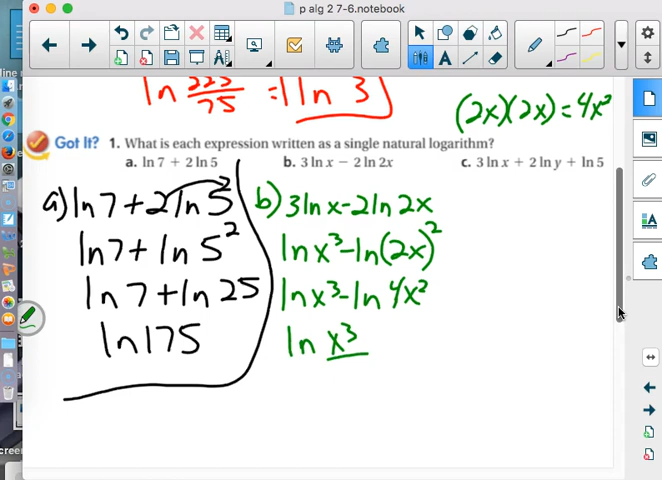 p alg 2 7-6.notebook
ln 225/75 = ln 3
(2x)(2x) = 4x²
Got It? 1. What is each expression written as a single natural logarithm?
a. ln 7 + 2 ln 5 b. 3 ln x − 2 ln 2x c. 3 ln x + 2 ln y + ln 5
a) ln 7 + 2 ln 5
ln 7 + ln 5²
ln 7 + ln 25
ln 175
b) 3 ln x - 2 ln 2x
ln x³ - ln (2x)²
ln x³ - ln 4x²
ln x³